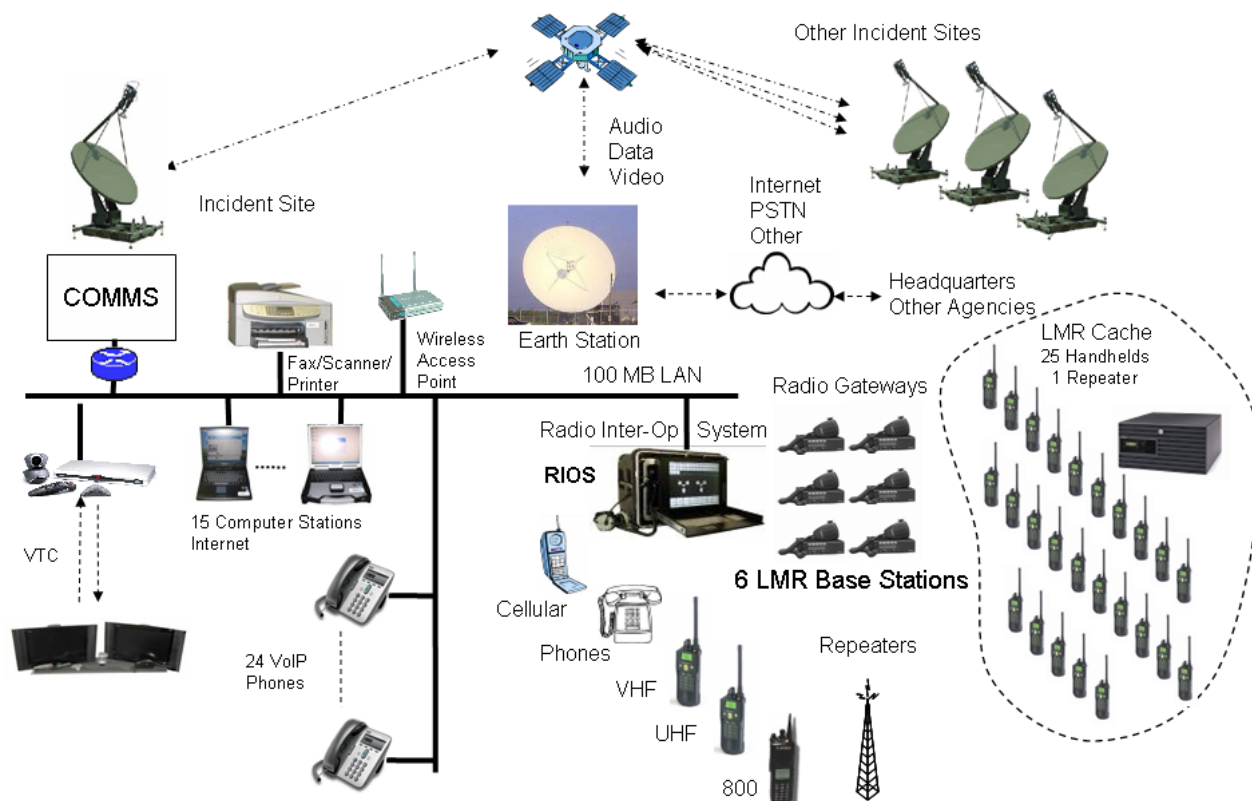 Other Incident Sites
Audio
Data
Video
Incident Site
Internet
PSTN
Other
COMMS
Headquarters
Other Agencies
Earth Station
Wireless
Access
Point
Fax/Scanner/
Printer
100 MB LAN
LMR Cache
25 Handhelds
1 Repeater
Radio Gateways
Radio Inter-Op System
RIOS
15 Computer Stations
Internet
VTC
6 LMR Base Stations
Cellular
Phones
Repeaters
24 VoIP
Phones
VHF
UHF
800